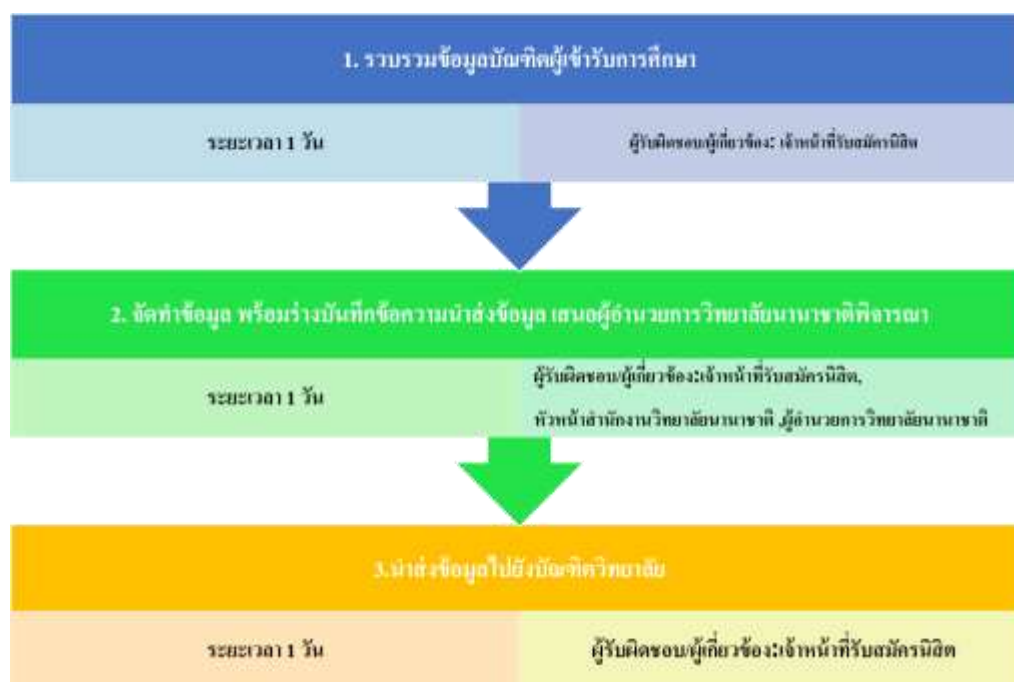 1. รวบรวมข้อมูลบัณฑิตผู้เข้ารับการศึกษา
ระยะเวลา 1 วัน
ผู้รับผิดชอบ/ผู้เกี่ยวข้อง: เจ้าหน้าที่รับสมัครนิสิต
2. จัดทำข้อมูล พร้อมร่างบันทึกข้อความนำส่งข้อมูล เสนอผู้อำนวยการวิทยาลัยนานาชาติพิจารณา
ระยะเวลา 1 วัน
ผู้รับผิดชอบ/ผู้เกี่ยวข้อง:เจ้าหน้าที่รับสมัครนิสิต,
หัวหน้าสำนักงานวิทยาลัยนานาชาติ ,ผู้อำนวยการวิทยาลัยนานาชาติ
3.นำส่งข้อมูลไปยังบัณฑิตวิทยาลัย
ระยะเวลา 1 วัน
ผู้รับผิดชอบ/ผู้เกี่ยวข้อง:เจ้าหน้าที่รับสมัครนิสิต